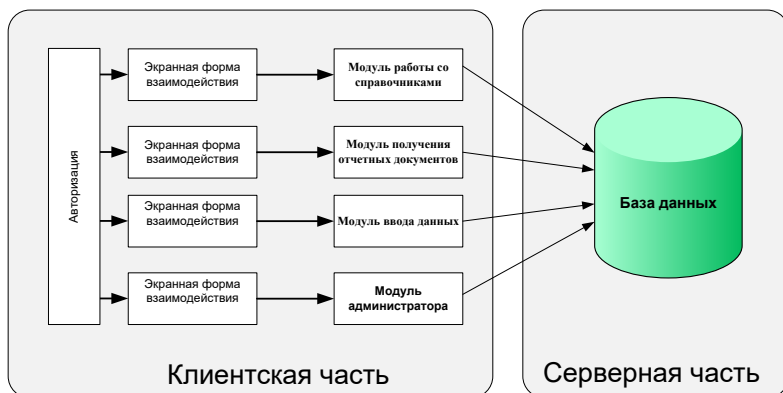 Авторизация
Экранная форма
взаимодействия
Модуль работы со
справочниками
Экранная форма
взаимодействия
Модуль получения
отчетных документов
Экранная форма
взаимодействия
Модуль ввода данных
Экранная форма
взаимодействия
Модуль
администратора
База данных
Клиентская часть
Серверная часть